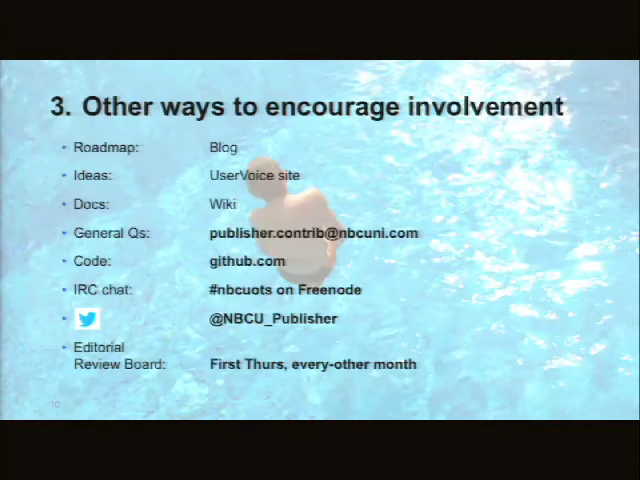 3. Other ways to encourage involvement
• Roadmap: Blog
• Ideas: UserVoice site
• Docs: Wiki
• General Qs: publisher.contrib@nbcuni.com
• Code: github.com
• IRC chat: #nbcuots on Freenode
• @NBCU_Publisher
• Editorial
Review Board: First Thurs, every-other month
10